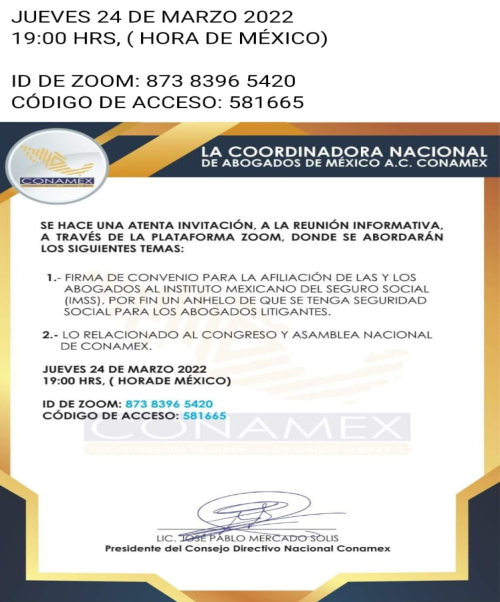 JUEVES 24 DE MARZO 2022
19:00 HRS, ( HORA DE MÉXICO)
ID DE ZOOM: 873 8396 5420
CÓDIGO DE ACCESO: 581665
CONAMEX
LA COORDINADORA NACIONAL
DE ABOGADOS DE MÉXICO A.C. CONAMEX
SE HACE UNA ATENTA INVITACIÓN, A LA REUNIÓN INFORMATIVA,
A TRAVÉS DE LA PLATAFORMA ZOOM, DONDE SE ABORDARÁN
LOS SIGUIENTES TEMAS:
1.- FIRMA DE CONVENIO PARA LA AFILIACIÓN DE LAS Y LOS
ABOGADOS AL INSTITUTO MEXICANO DEL SEGURO SOCIAL
(IMSS), POR FIN UN ANHELO DE QUE SE TENGA SEGURIDAD
SOCIAL PARA LOS ABOGADOS LITIGANTES.
2.- LO RELACIONADO AL CONGRESO Y ASAMBLEA NACIONAL
DE CONAMEX.
JUEVES 24 DE MARZO 2022
19:00 HRS, ( HORADE MÉXICO)
ID DE ZOOM: 873 8396 5420
CÓDIGO DE ACCESO: 581665
CONAMEX
LIC. JOSÉ PABLO MERCADO SOLIS
Presidente del Consejo Directivo Nacional Conamex